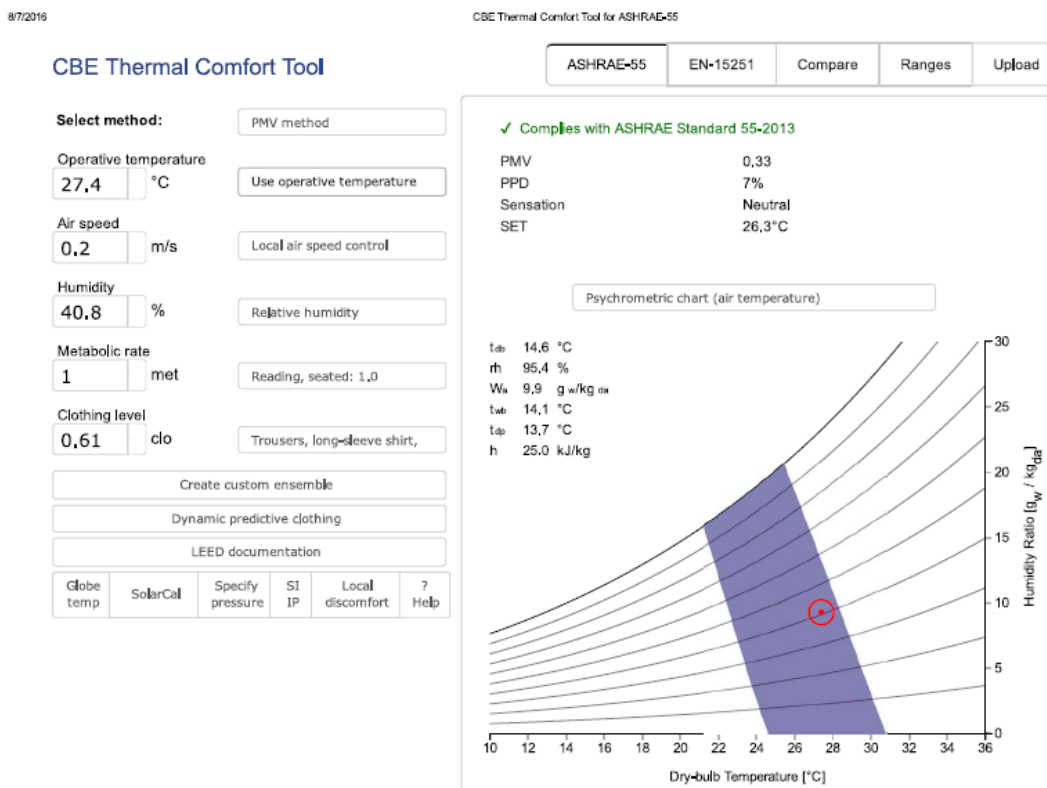 8/7/2016
CBE Thermal Comfort Tool for ASHRAE-55
CBE Thermal Comfort Tool
ASHRAE-55
EN-15251
Compare
Ranges
Upload
Select method:
PMV method
Operative temperature
27.4 °C
Use operative temperature
Air speed
0.2 m/s
Local air speed control
Humidity
40.8 %
Relative humidity
Metabolic rate
1 met
Reading, seated: 1.0
Clothing level
0.61 clo
Trousers, long-sleeve shirt,
Create custom ensemble
Dynamic predictive clothing
LEED documentation
Globe temp
SolarCal
Specify pressure
SI IP
Local discomfort
? Help
✓ Complies with ASHRAE Standard 55-2013
PMV 0.33
PPD 7%
Sensation Neutral
SET 26.3°C
Psychrometric chart (air temperature)
tdb 14.6 °C
rh 95.4 %
Wa 9.9 g w/kg da
twb 14.1 °C
tdp 13.7 °C
h 25.0 kJ/kg
30
25
20
15
10
5
0
Humidity Ratio [gw / kgda]
10 12 14 16 18 20 22 24 26 28 30 32 34 36
Dry-bulb Temperature [°C]